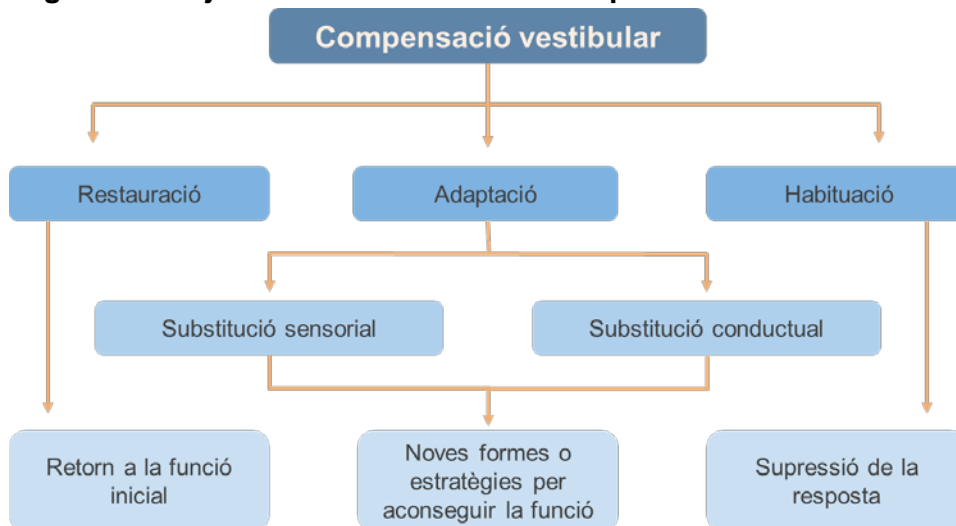 Compensació vestibular
Restauració
Adaptació
Habituació
Substitució sensorial
Substitució conductual
Retorn a la funció
inicial
Noves formes o
estratègies per
aconseguir la funció
Supressió de la
resposta